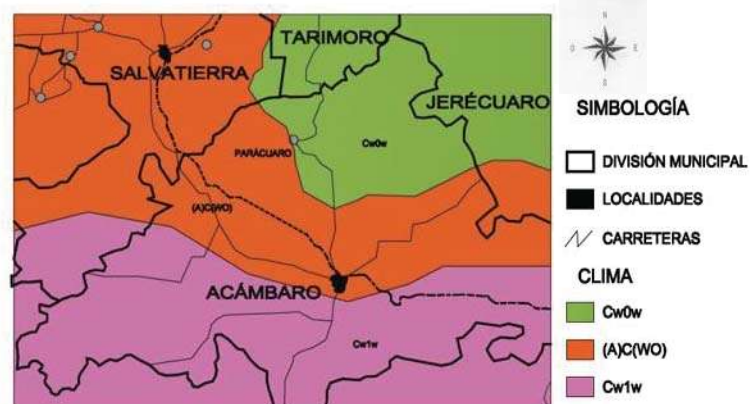 TARIMORO
SALVATIERRA
JERÉCUARO
Cw0w
PARÁCUARO
(A)C(WO)
ACÁMBARO
Cw1w
N
O
E
S
SIMBOLOGÍA
DIVISIÓN MUNICIPAL
LOCALIDADES
CARRETERAS
CLIMA
Cw0w
(A)C(WO)
Cw1w